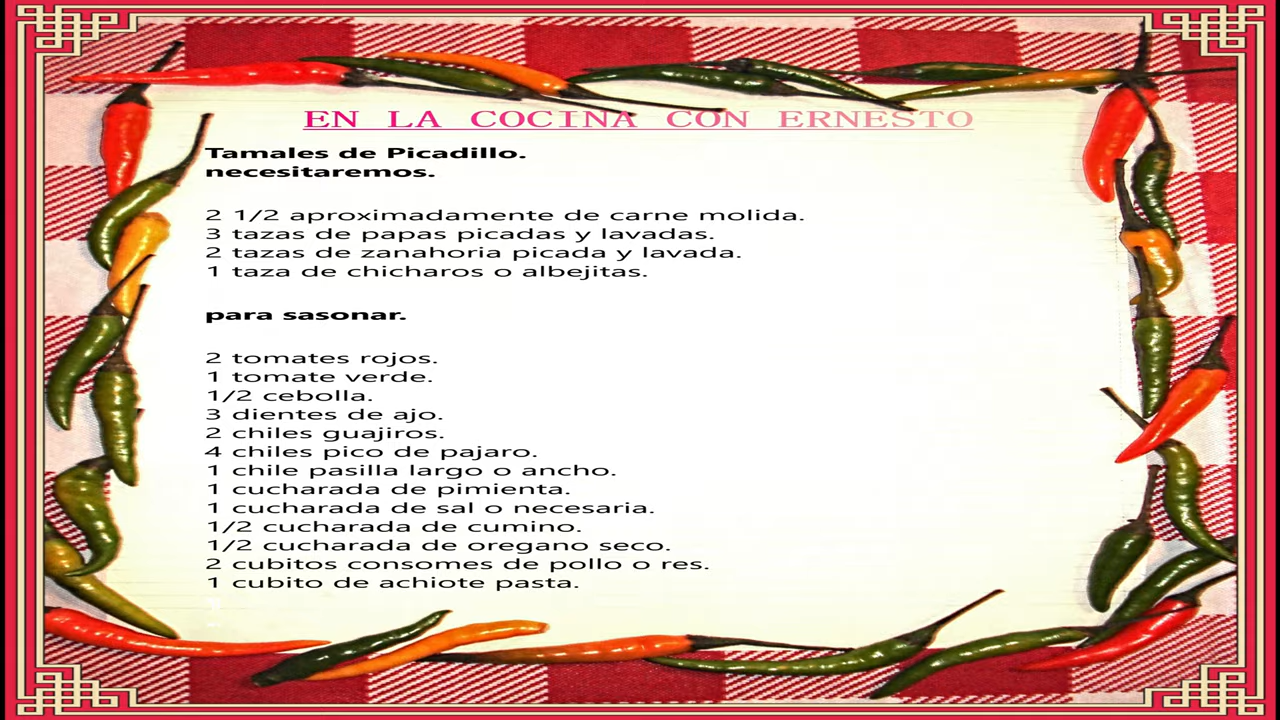 EN LA COCINA CON ERNESTO
Tamales de Picadillo.
necesitaremos.
2 1/2 aproximadamente de carne molida.
3 tazas de papas picadas y lavadas.
2 tazas de zanahoria picada y lavada.
1 taza de chicharos o albejitas.
para sasonar.
2 tomates rojos.
1 tomate verde.
1/2 cebolla.
3 dientes de ajo.
2 chiles guajiros.
4 chiles pico de pajaro.
1 chile pasilla largo o ancho.
1 cucharada de pimienta.
1 cucharada de sal o necesaria.
1/2 cucharada de cumino.
1/2 cucharada de oregano seco.
2 cubitos consomes de pollo o res.
1 cubito de achiote pasta.